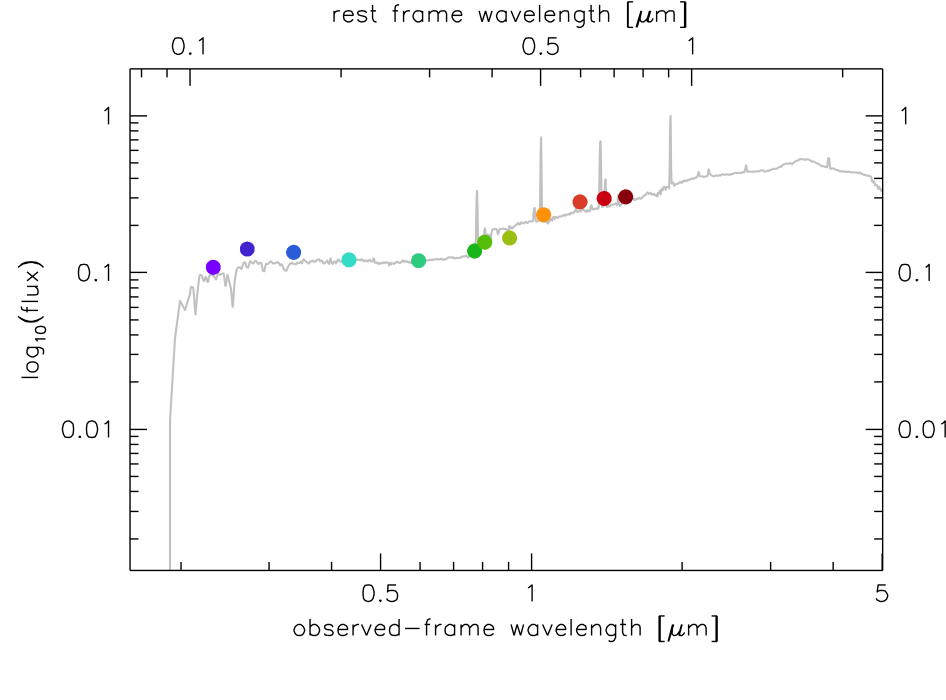 rest frame wavelength [μm]
0.1 0.5 1
1 1
0.1 0.1
0.01 0.01
log10(flux)
0.5 1 5
observed-frame wavelength [μm]